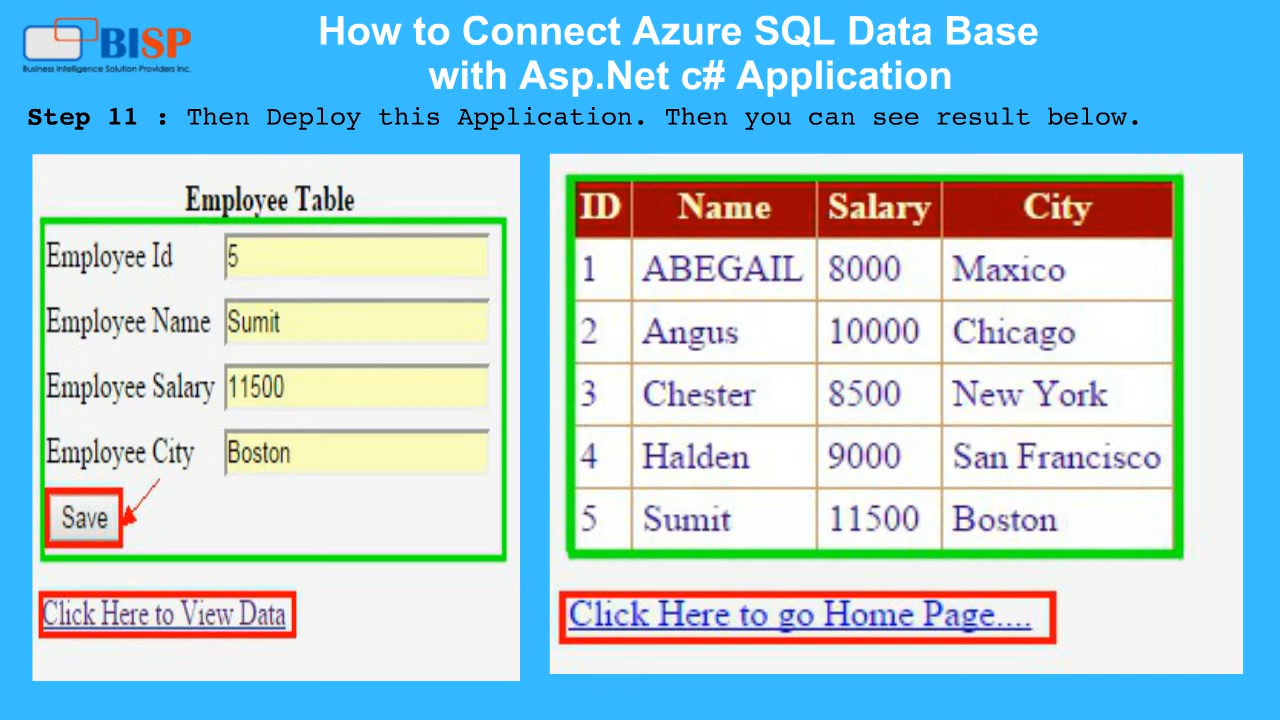 BISP
Business Intelligence Solution Providers Inc.
How to Connect Azure SQL Data Base
with Asp.Net c# Application
Step 11 : Then Deploy this Application. Then you can see result below.
Employee Table
Employee Id 5
Employee Name Sumit
Employee Salary 11500
Employee City Boston
Save
Click Here to View Data
ID Name Salary City
1 ABEGAIL 8000 Maxico
2 Angus 10000 Chicago
3 Chester 8500 New York
4 Halden 9000 San Francisco
5 Sumit 11500 Boston
Click Here to go Home Page....